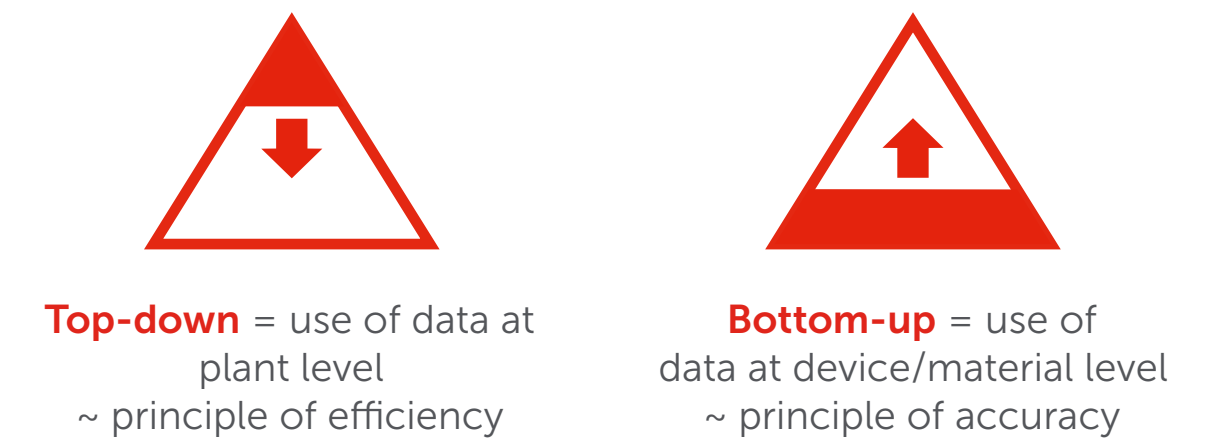 Top-down = use of data at
plant level
~ principle of efficiency
Bottom-up = use of
data at device/material level
~ principle of accuracy